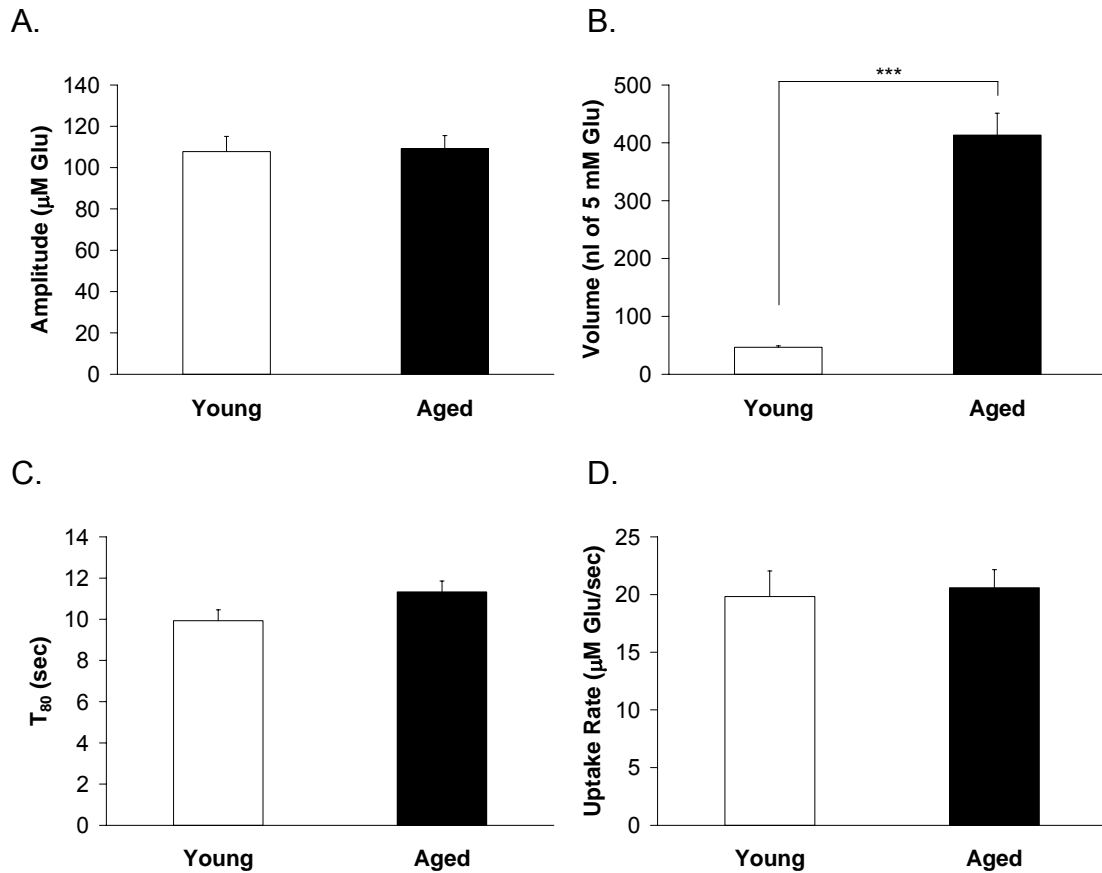 A.
Amplitude (µM Glu)
140
120
100
80
60
40
20
0
Young Aged
B.
Volume (nl of 5 mM Glu)
500
400
300
200
100
0
***
Young Aged
C.
T80 (sec)
14
12
10
8
6
4
2
0
Young Aged
D.
Uptake Rate (µM Glu/sec)
25
20
15
10
5
0
Young Aged